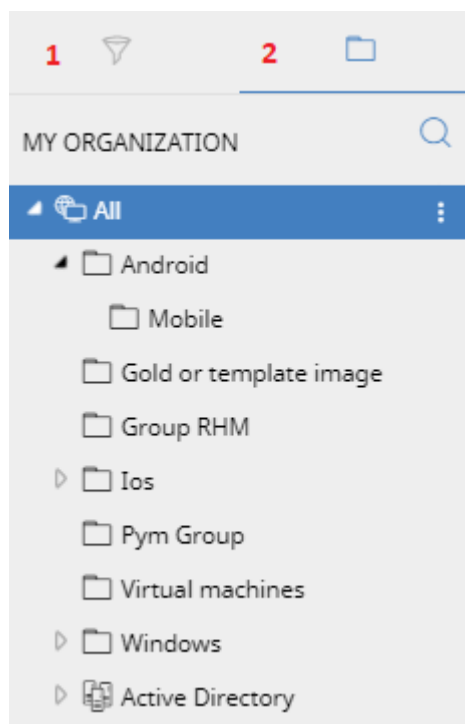 1 2
MY ORGANIZATION
All
Android
Mobile
Gold or template image
Group RHM
Ios
Pym Group
Virtual machines
Windows
Active Directory